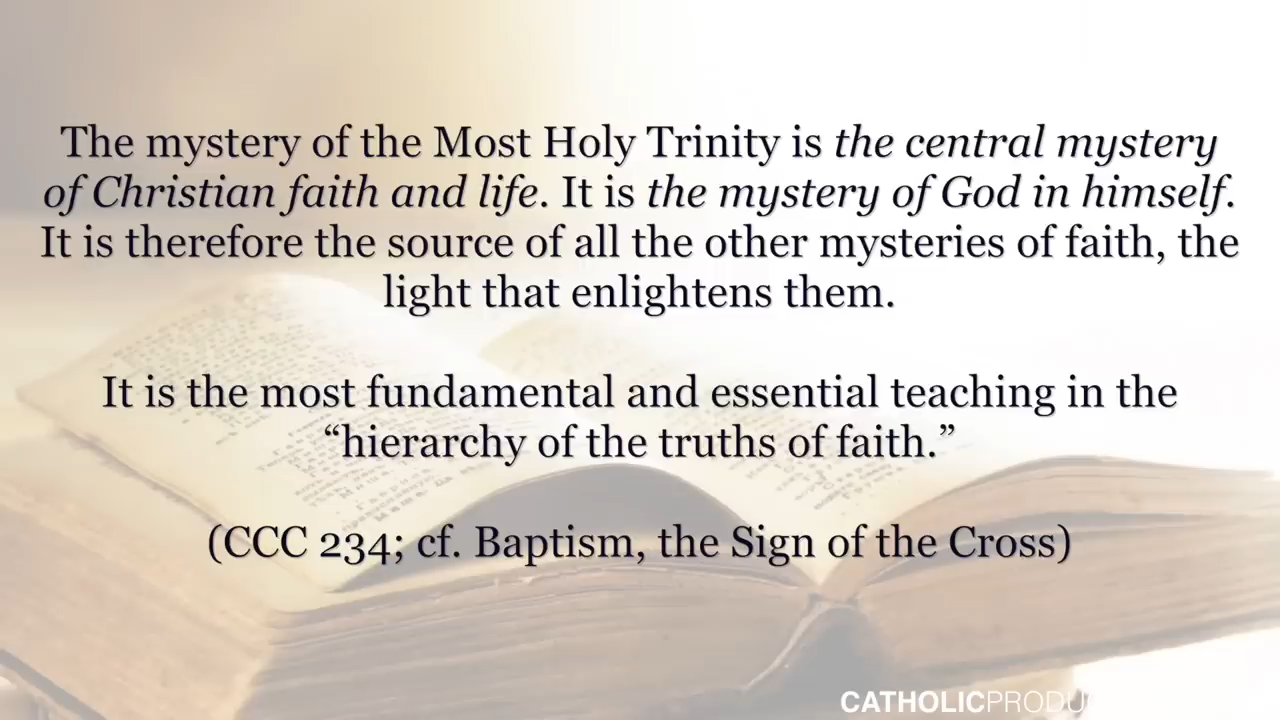 The mystery of the Most Holy Trinity is the central mystery
of Christian faith and life. It is the mystery of God in himself.
It is therefore the source of all the other mysteries of faith, the
light that enlightens them.
It is the most fundamental and essential teaching in the
“hierarchy of the truths of faith.”
(CCC 234; cf. Baptism, the Sign of the Cross)